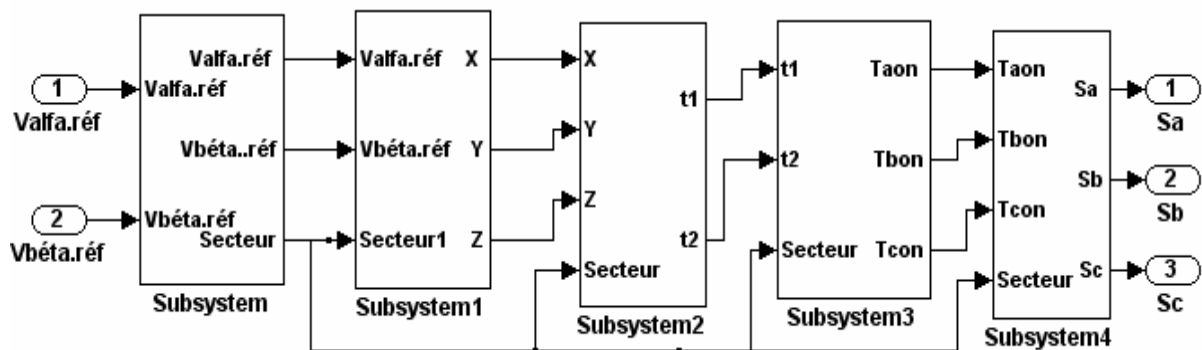 1
Valfa.réf
2
Vbéta.réf
Valfa.réf
Valfa.réf
Vbéta..réf
Vbéta.réf
Secteur
Subsystem
Valfa.réf
X
Vbéta.réf
Y
Secteur1
Z
Subsystem1
X
t1
Y
Z
t2
Secteur
Subsystem2
t1
Taon
t2
Tbon
Secteur
Tcon
Subsystem3
Taon
Sa
Tbon
Sb
Tcon
Sc
Secteur
Subsystem4
1
Sa
2
Sb
3
Sc